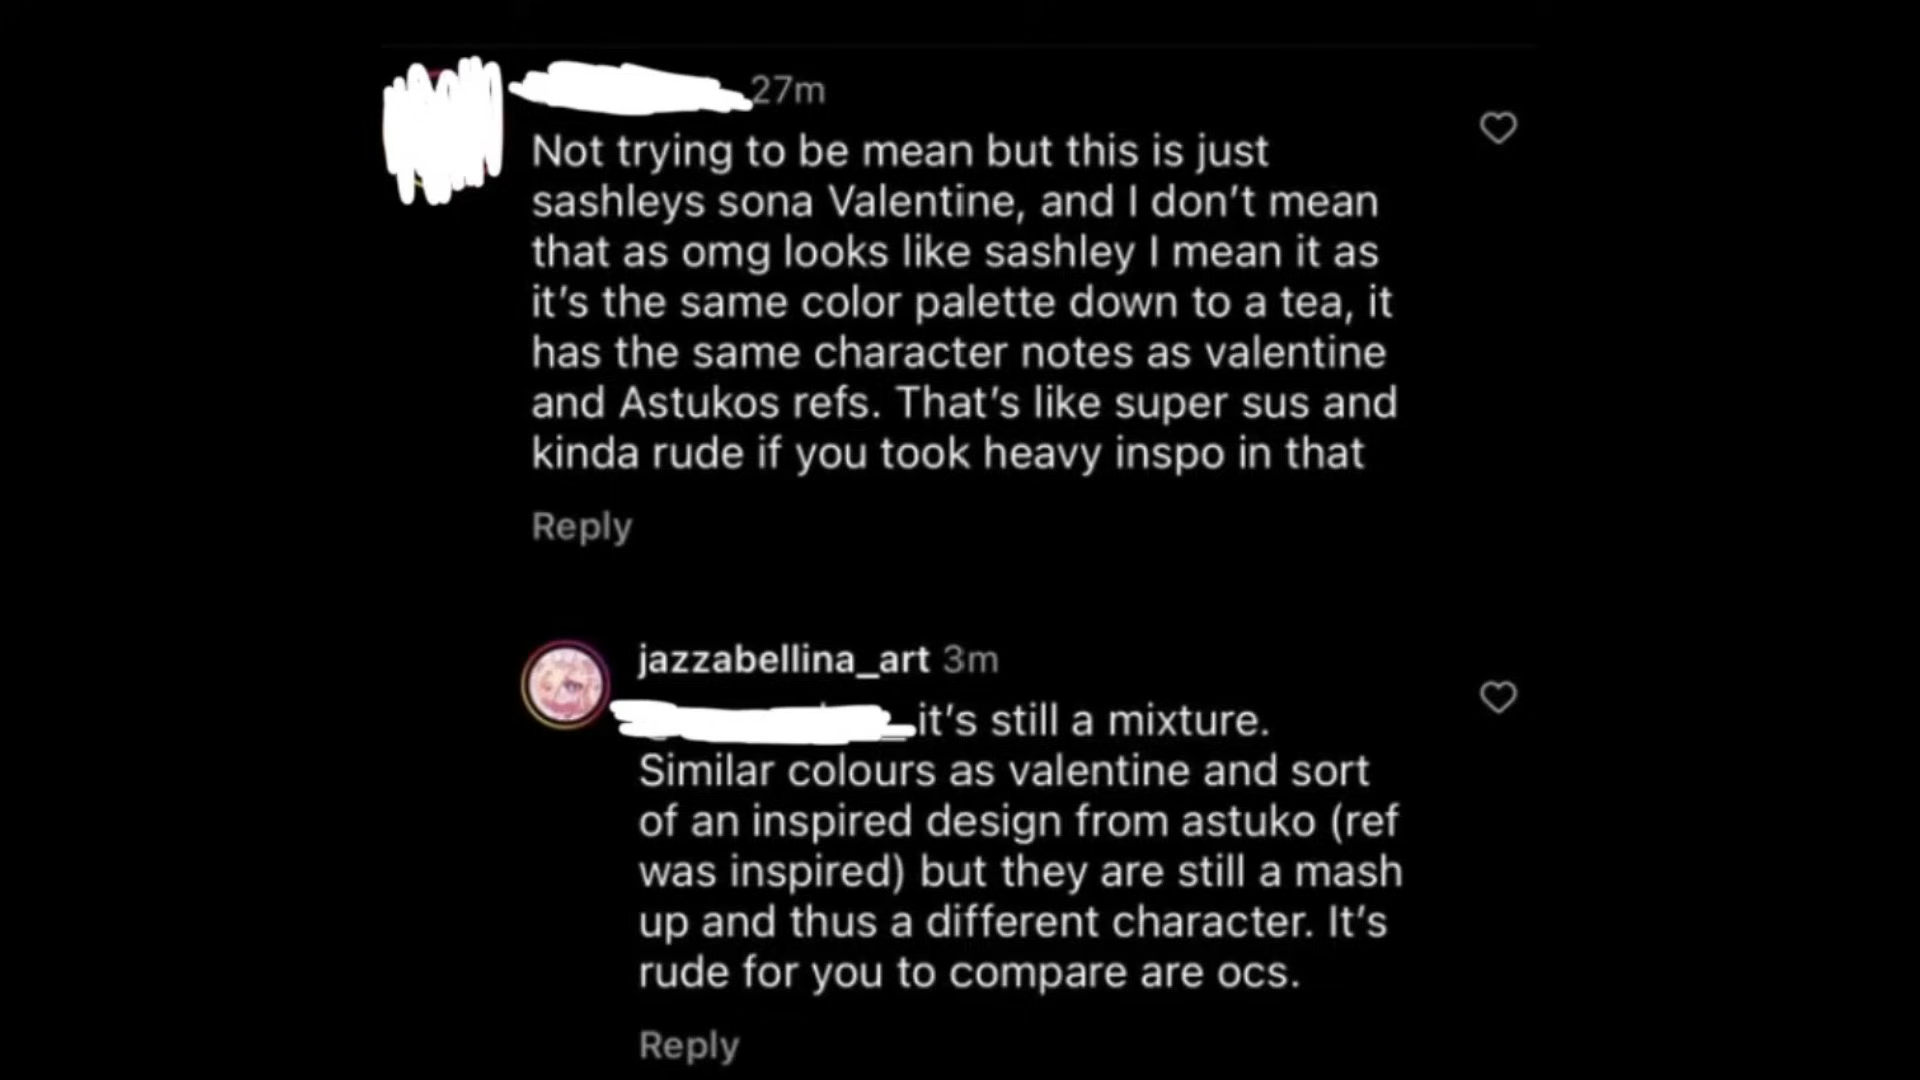 27m
Not trying to be mean but this is just
sashleys sona Valentine, and I don't mean
that as omg looks like sashley I mean it as
it's the same color palette down to a tea, it
has the same character notes as valentine
and Astukos refs. That's like super sus and
kinda rude if you took heavy inspo in that
Reply
jazzabellina_art 3m
it's still a mixture.
Similar colours as valentine and sort
of an inspired design from astuko (ref
was inspired) but they are still a mash
up and thus a different character. It's
rude for you to compare are ocs.
Reply